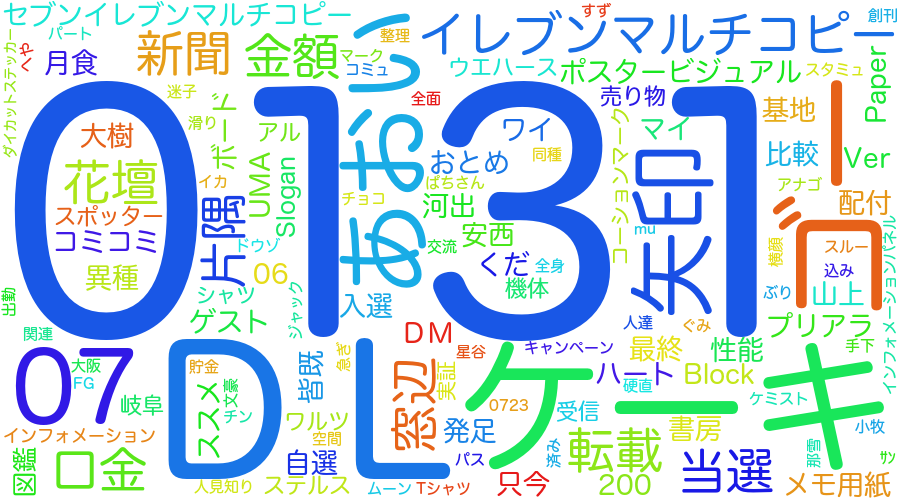 セブンイレブンマルチコピー
すず
創刊
パート
新聞
金額
マーク
整理
イレブンマルチコピー
へや
月食
コミュ
ウエハース
ポスタービジュアル
スタミュ
ダイカットステッカー
迷子
あおい
全面
売り物
Paper
0131
大樹
滑り
ボード
アル
ワイ
マイ
基地
比較
Ver
ージ
花壇
UMA
Slogan
おとめ
同種
コーションマーク
矢印
イカ
チョコ
ぱちさん
アナゴ
配付
スポッター
片隅
河出
コミコミ
ドウゾ
交流
安西
mu
横顔
スルー
異種
06
くだ
全身
込み
インフォメーションパネル
出勤
シャツ
ジャック
入選
機体
ぶり
山上
ゲスト
人達
ぐみ
プリアラ
関連
DM
星谷
キャンペーン
最終
性能
手下
07
大阪
FG
DL
貯金
皆既
急ぎ
窓辺
実証
ケーキ
ハート
硬直
Block
岐阜
ススメ
文豪
チン
0723
受信
ケミスト
インフォメーション
ワルツ
空間
発足
書房
小牧
図鑑
口金
自選
パス
済み
転載
当選
那雪
サン
人見知り
ステルス
ムーン
Tシャツ
只今
200
メモ用紙